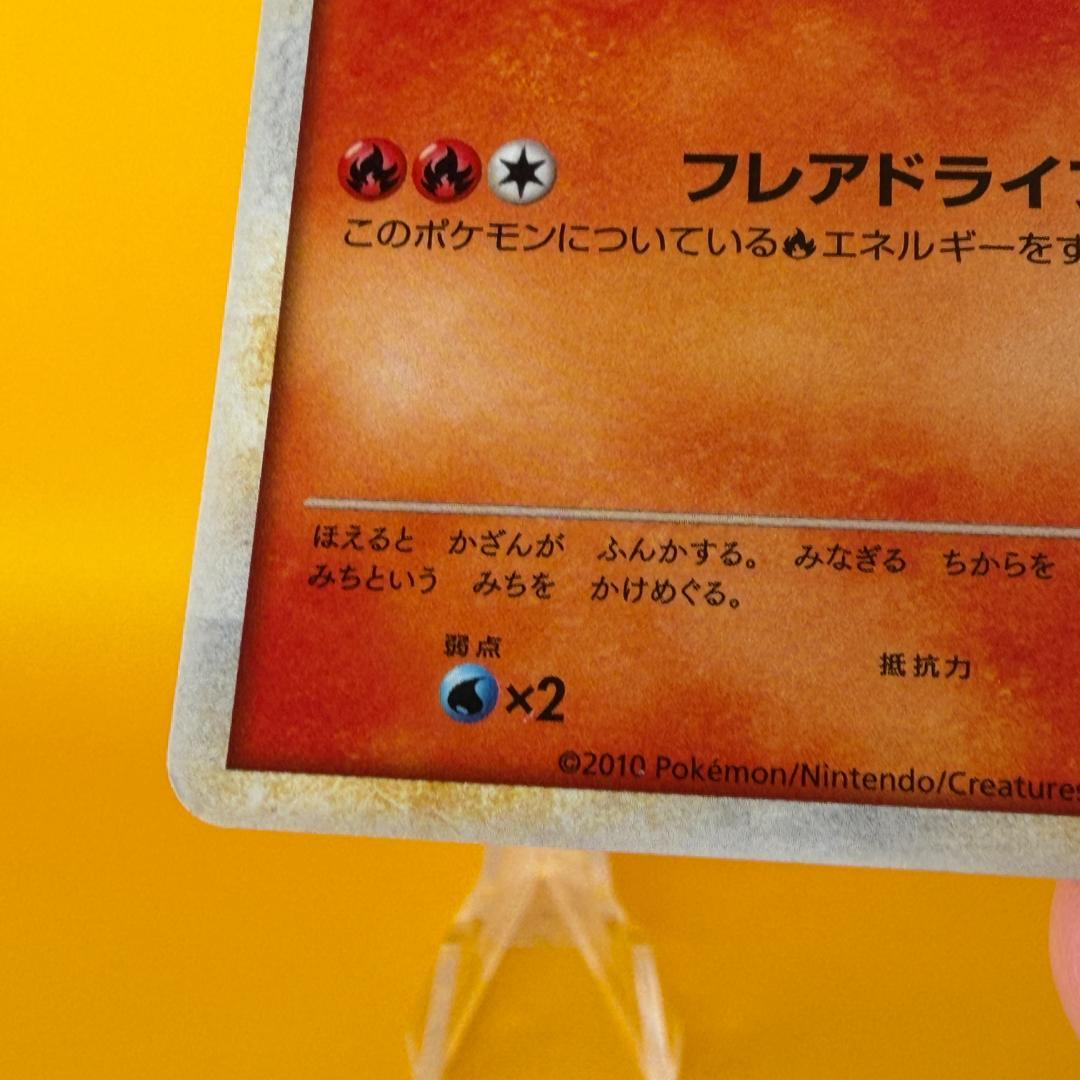 フレアドライ
このポケモンについているエネルギーをす
ほえると　かざんが　ふんかする。　みなぎる　ちからを
みちという　みちを　かけめぐる。
弱点
×2
抵抗力
©2010 Pokémon/Nintendo/Creatures